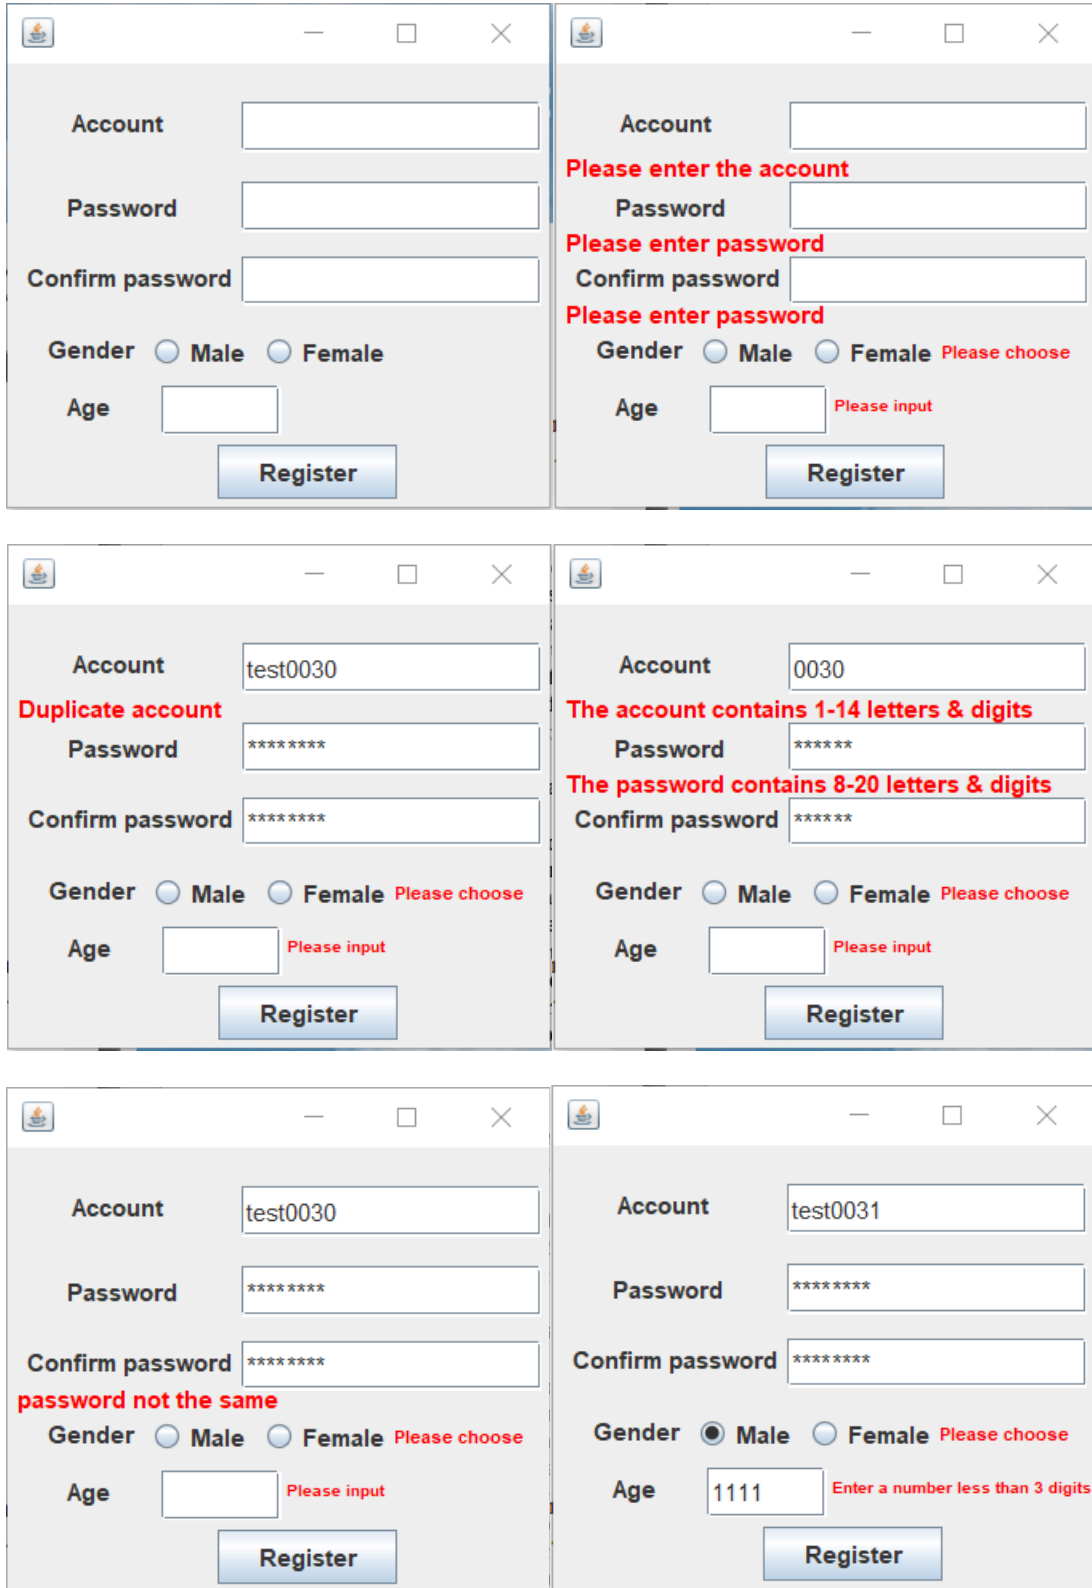 Account
Password
Confirm password
Gender Male Female
Age
Register
Account
Please enter the account
Password
Please enter password
Confirm password
Please enter password
Gender Male Female Please choose
Age Please input
Register
Account test0030
Duplicate account
Password ********
Confirm password ********
Gender Male Female Please choose
Age Please input
Register
Account 0030
The account contains 1-14 letters & digits
Password ******
The password contains 8-20 letters & digits
Confirm password ******
Gender Male Female Please choose
Age Please input
Register
Account test0030
Password ********
Confirm password ********
password not the same
Gender Male Female Please choose
Age Please input
Register
Account test0031
Password ********
Confirm password ********
Gender Male Female Please choose
Age 1111 Enter a number less than 3 digits
Register